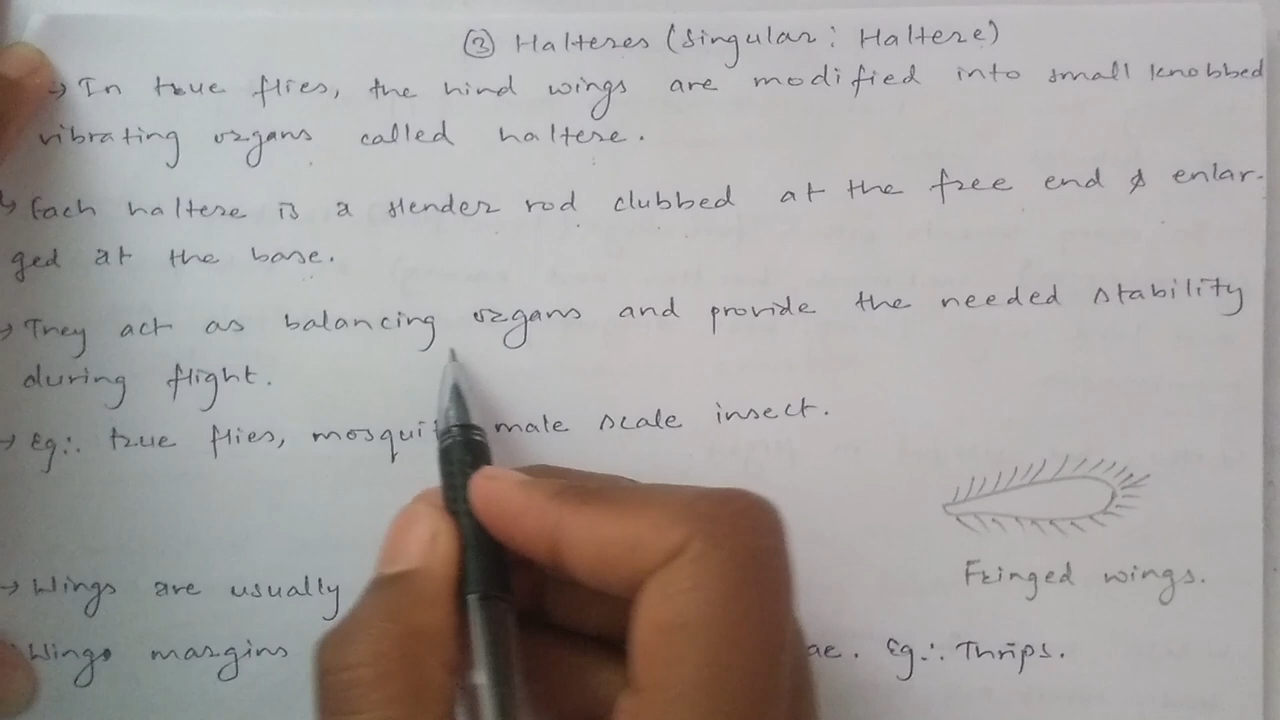 ③ Halteres (Singular: Haltere)
→ In true flies, the hind wings are modified into small knobbed
vibrating organs called haltere.
↳ Each haltere is a slender rod clubbed at the free end & enlar-
ged at the base.
→ They act as balancing organs and provide the needed stability
during flight.
→ Eg:. true flies, male scale insect.
Fringed wings.
→ Wings are usually
Wings margins Eg:. Thrips.